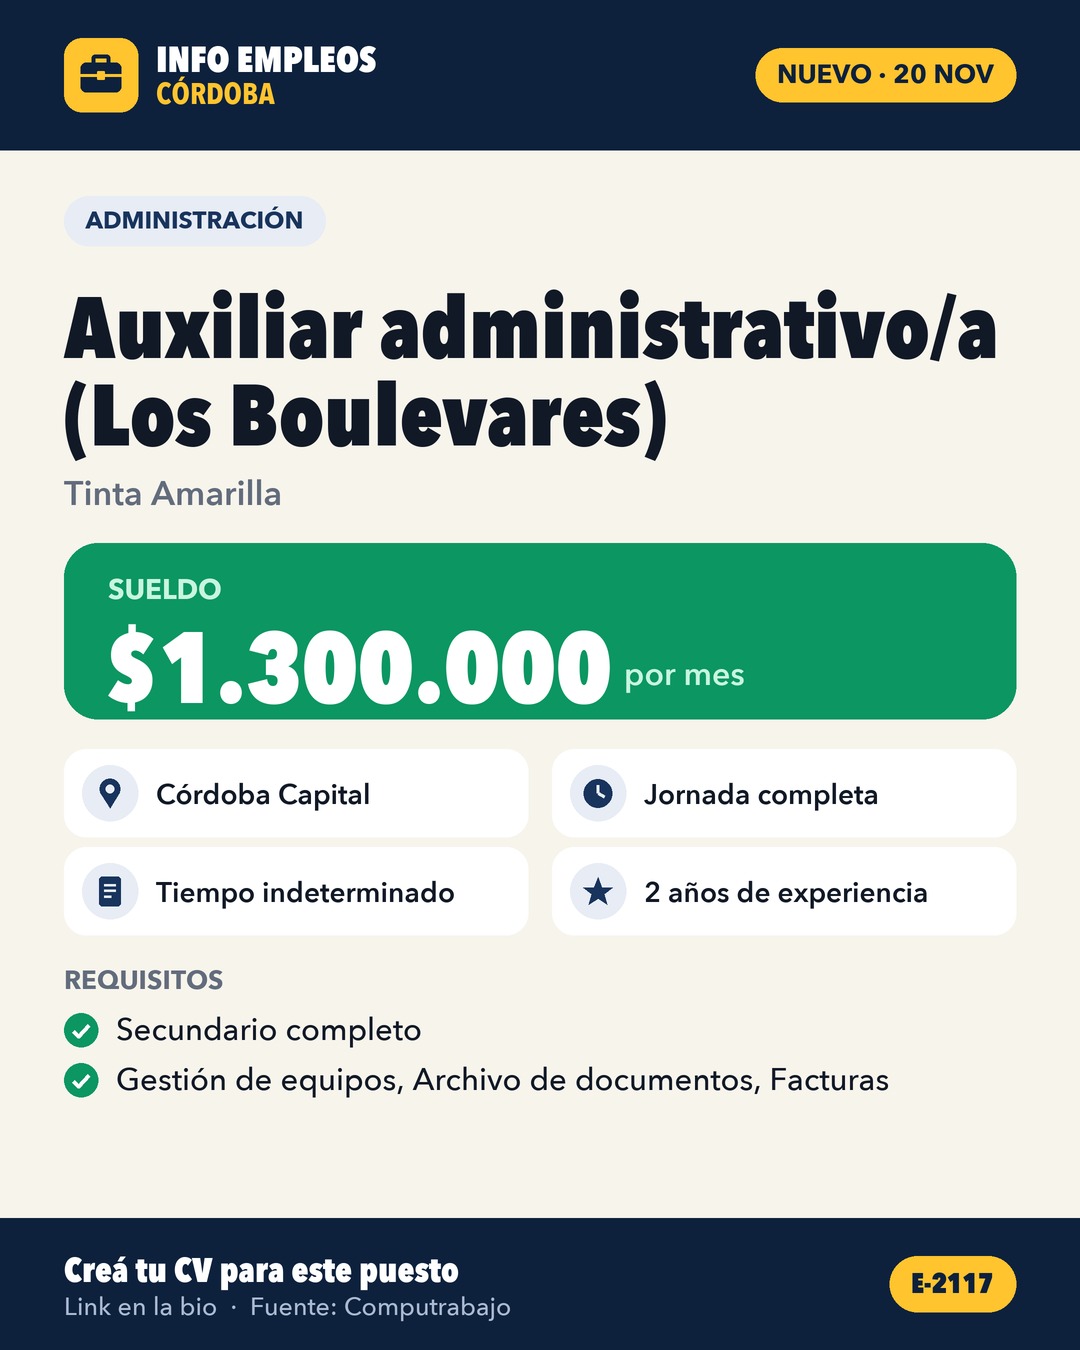 INFO EMPLEOS
CÓRDOBA
NUEVO · 20 NOV
ADMINISTRACIÓN
Auxiliar administrativo/a
(Los Boulevares)
Tinta Amarilla
SUELDO
$1.300.000 por mes
Córdoba Capital
Jornada completa
Tiempo indeterminado
2 años de experiencia
REQUISITOS
Secundario completo
Gestión de equipos, Archivo de documentos, Facturas
Creá tu CV para este puesto
Link en la bio · Fuente: Computrabajo
E-2117